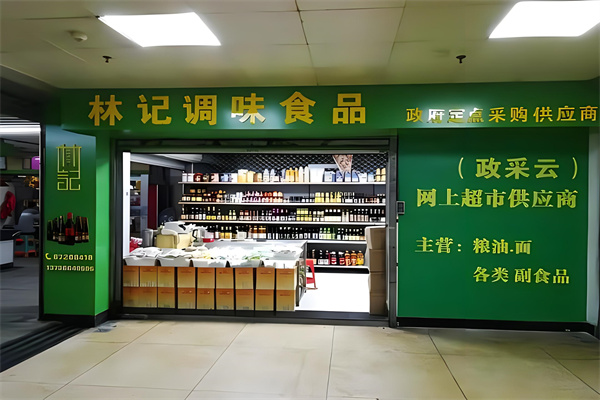 林记调味食品
政府定点采购供应商
（政采云）
网上超市供应商
主营：粮油.面
各类 副食品
林
记
87208418